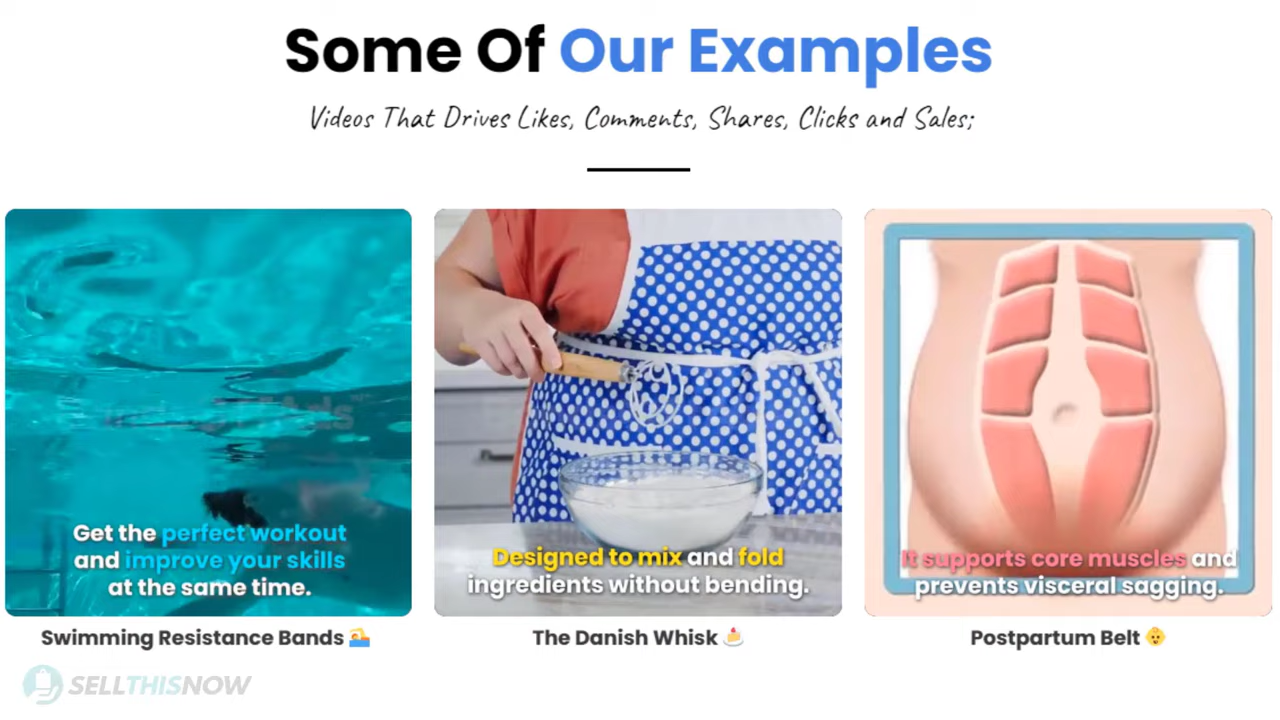 Some Of Our Examples
Videos That Drives Likes, Comments, Shares, Clicks and Sales;
Get the perfect workout
and improve your skills
at the same time.
Designed to mix and fold
ingredients without bending.
It supports core muscles and
prevents visceral sagging.
Swimming Resistance Bands
The Danish Whisk
Postpartum Belt
SELLTHISNOW